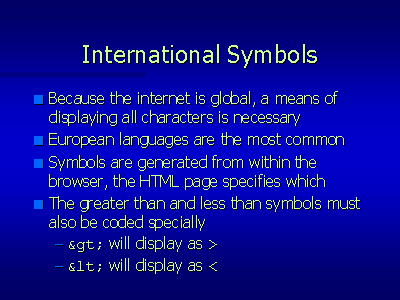 International Symbols
Because the internet is global, a means of
displaying all characters is necessary
European languages are the most common
Symbols are generated from within the
browser, the HTML page specifies which
The greater than and less than symbols must
also be coded specially
– &gt; will display as >
– &lt; will display as <